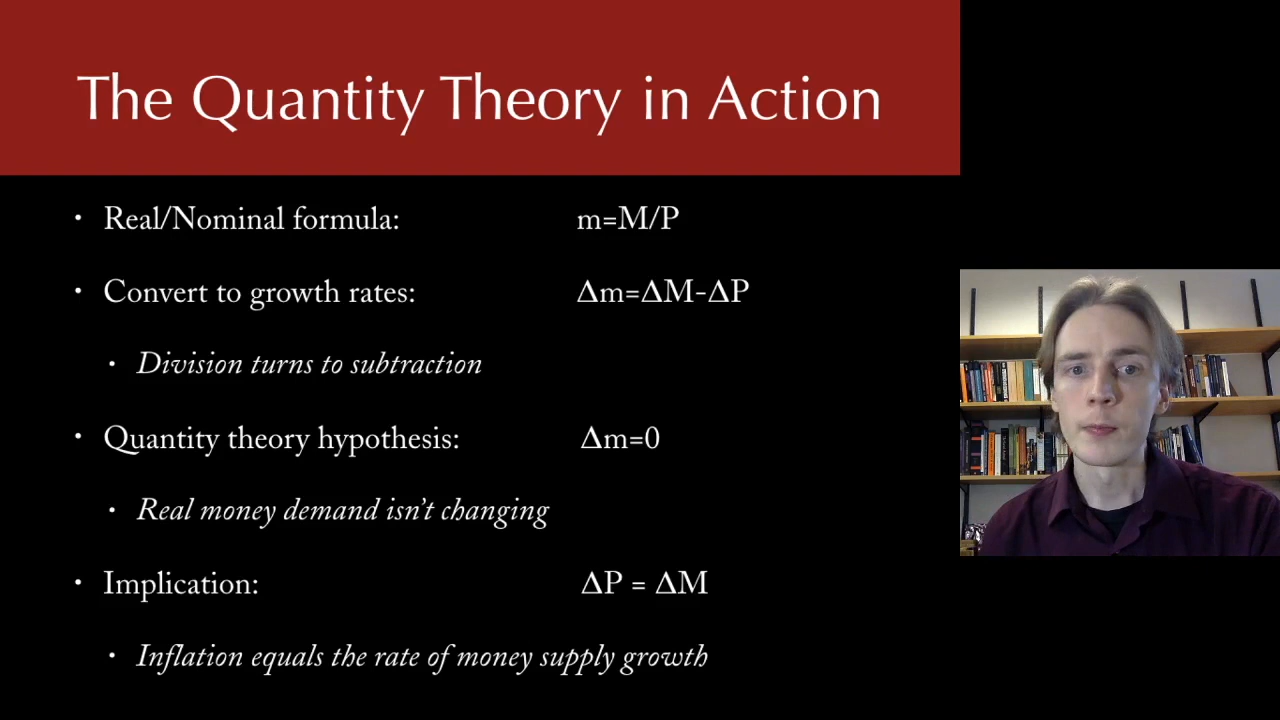 The Quantity Theory in Action
• Real/Nominal formula: m=M/P
• Convert to growth rates: Δm=ΔM-ΔP
• Division turns to subtraction
• Quantity theory hypothesis: Δm=0
• Real money demand isn't changing
• Implication: ΔP = ΔM
• Inflation equals the rate of money supply growth